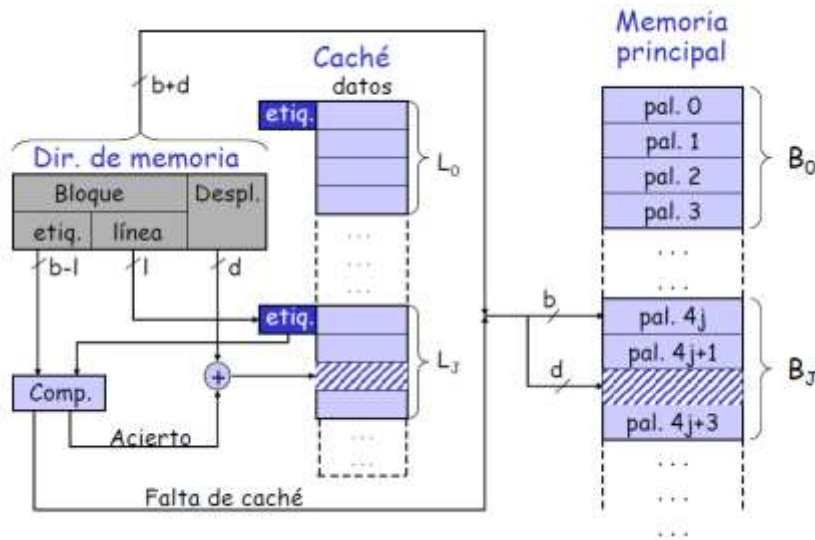 Memoria
principal
Caché
datos
b+d
etiq.
Dir. de memoria
Bloque
Despl.
etiq.
línea
b-l
l
d
L0
...
...
...
etiq.
LJ
Comp.
+
Acierto
...
...
Falta de caché
pal. 0
pal. 1
pal. 2
pal. 3
B0
...
...
b
d
pal. 4j
pal. 4j+1
pal. 4j+3
BJ
...
...
...